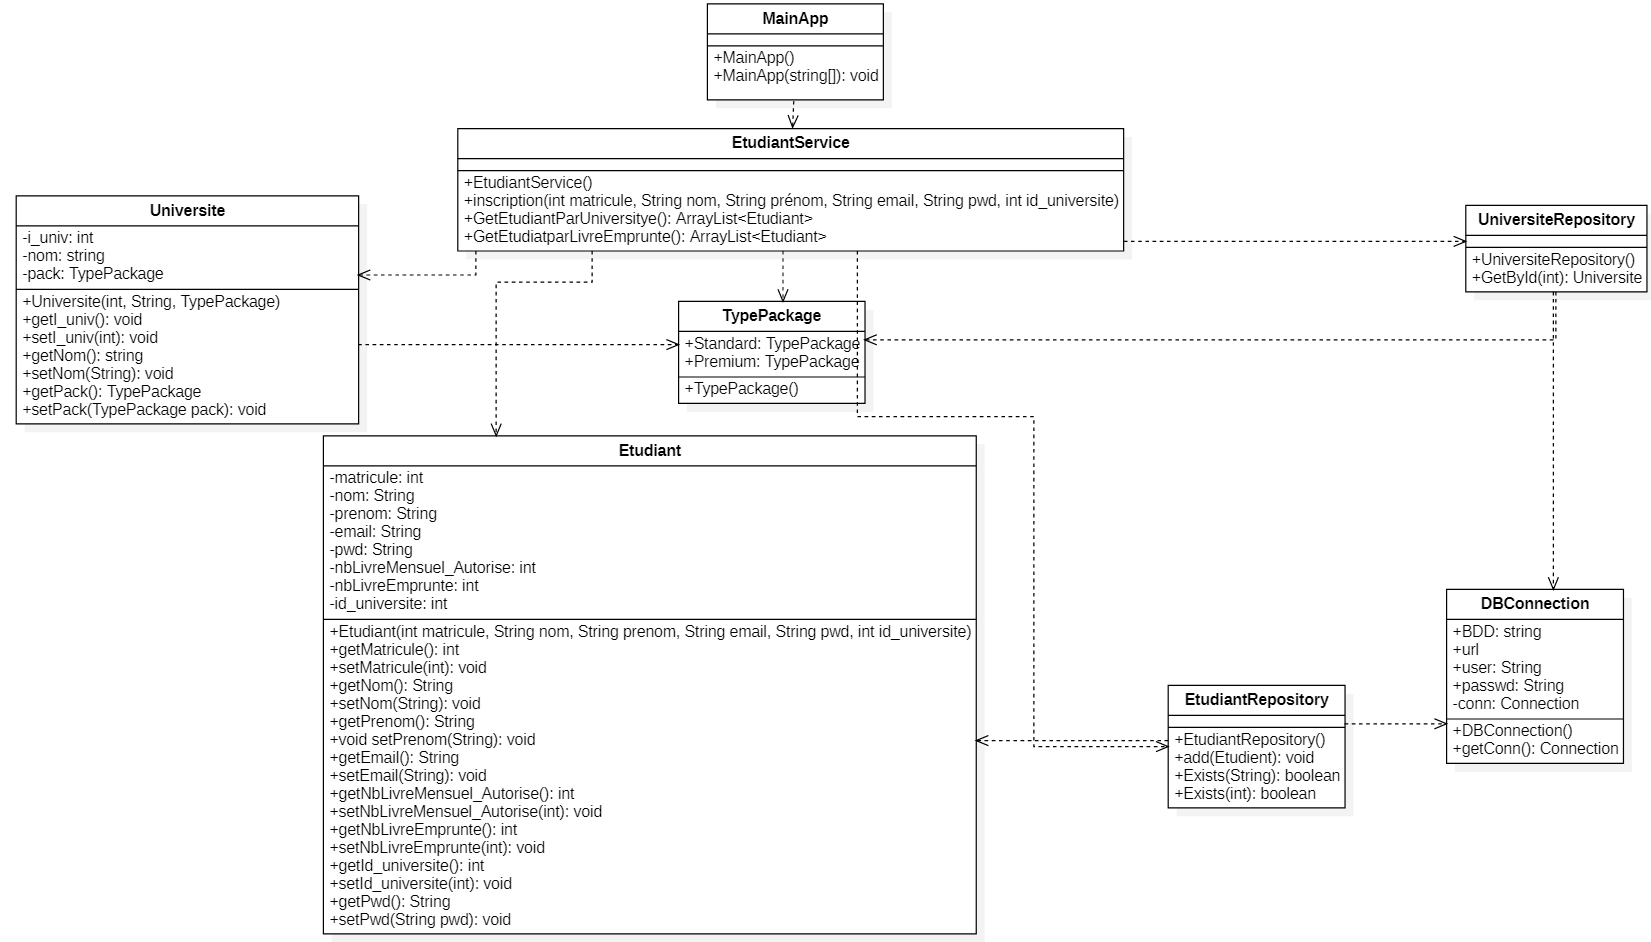 MainApp
+MainApp()
+MainApp(string[]): void
EtudiantService
+EtudiantService()
+inscription(int matricule, String nom, String prénom, String email, String pwd, int id_universite)
+GetEtudiantParUniversitye(): ArrayList<Etudiant>
+GetEtudiatparLivreEmprunte(): ArrayList<Etudiant>
Universite
-i_univ: int
-nom: string
-pack: TypePackage
+Universite(int, String, TypePackage)
+getI_univ(): void
+setI_univ(int): void
+getNom(): string
+setNom(String): void
+getPack(): TypePackage
+setPack(TypePackage pack): void
UniversiteRepository
+UniversiteRepository()
+GetById(int): Universite
TypePackage
+Standard: TypePackage
+Premium: TypePackage
+TypePackage()
Etudiant
-matricule: int
-nom: String
-prenom: String
-email: String
-pwd: String
-nbLivreMensuel_Autorise: int
-nbLivreEmprunte: int
-id_universite: int
+Etudiant(int matricule, String nom, String prenom, String email, String pwd, int id_universite)
+getMatricule(): int
+setMatricule(int): void
+getNom(): String
+setNom(String): void
+getPrenom(): String
+void setPrenom(String): void
+getEmail(): String
+setEmail(String): void
+getNbLivreMensuel_Autorise(): int
+setNbLivreMensuel_Autorise(int): void
+getNbLivreEmprunte(): int
+setNbLivreEmprunte(int): void
+getId_universite(): int
+setId_universite(int): void
+getPwd(): String
+setPwd(String pwd): void
EtudiantRepository
+EtudiantRepository()
+add(Etudient): void
+Exists(String): boolean
+Exists(int): boolean
DBConnection
+BDD: string
+url
+user: String
+passwd: String
-conn: Connection
+DBConnection()
+getConn(): Connection